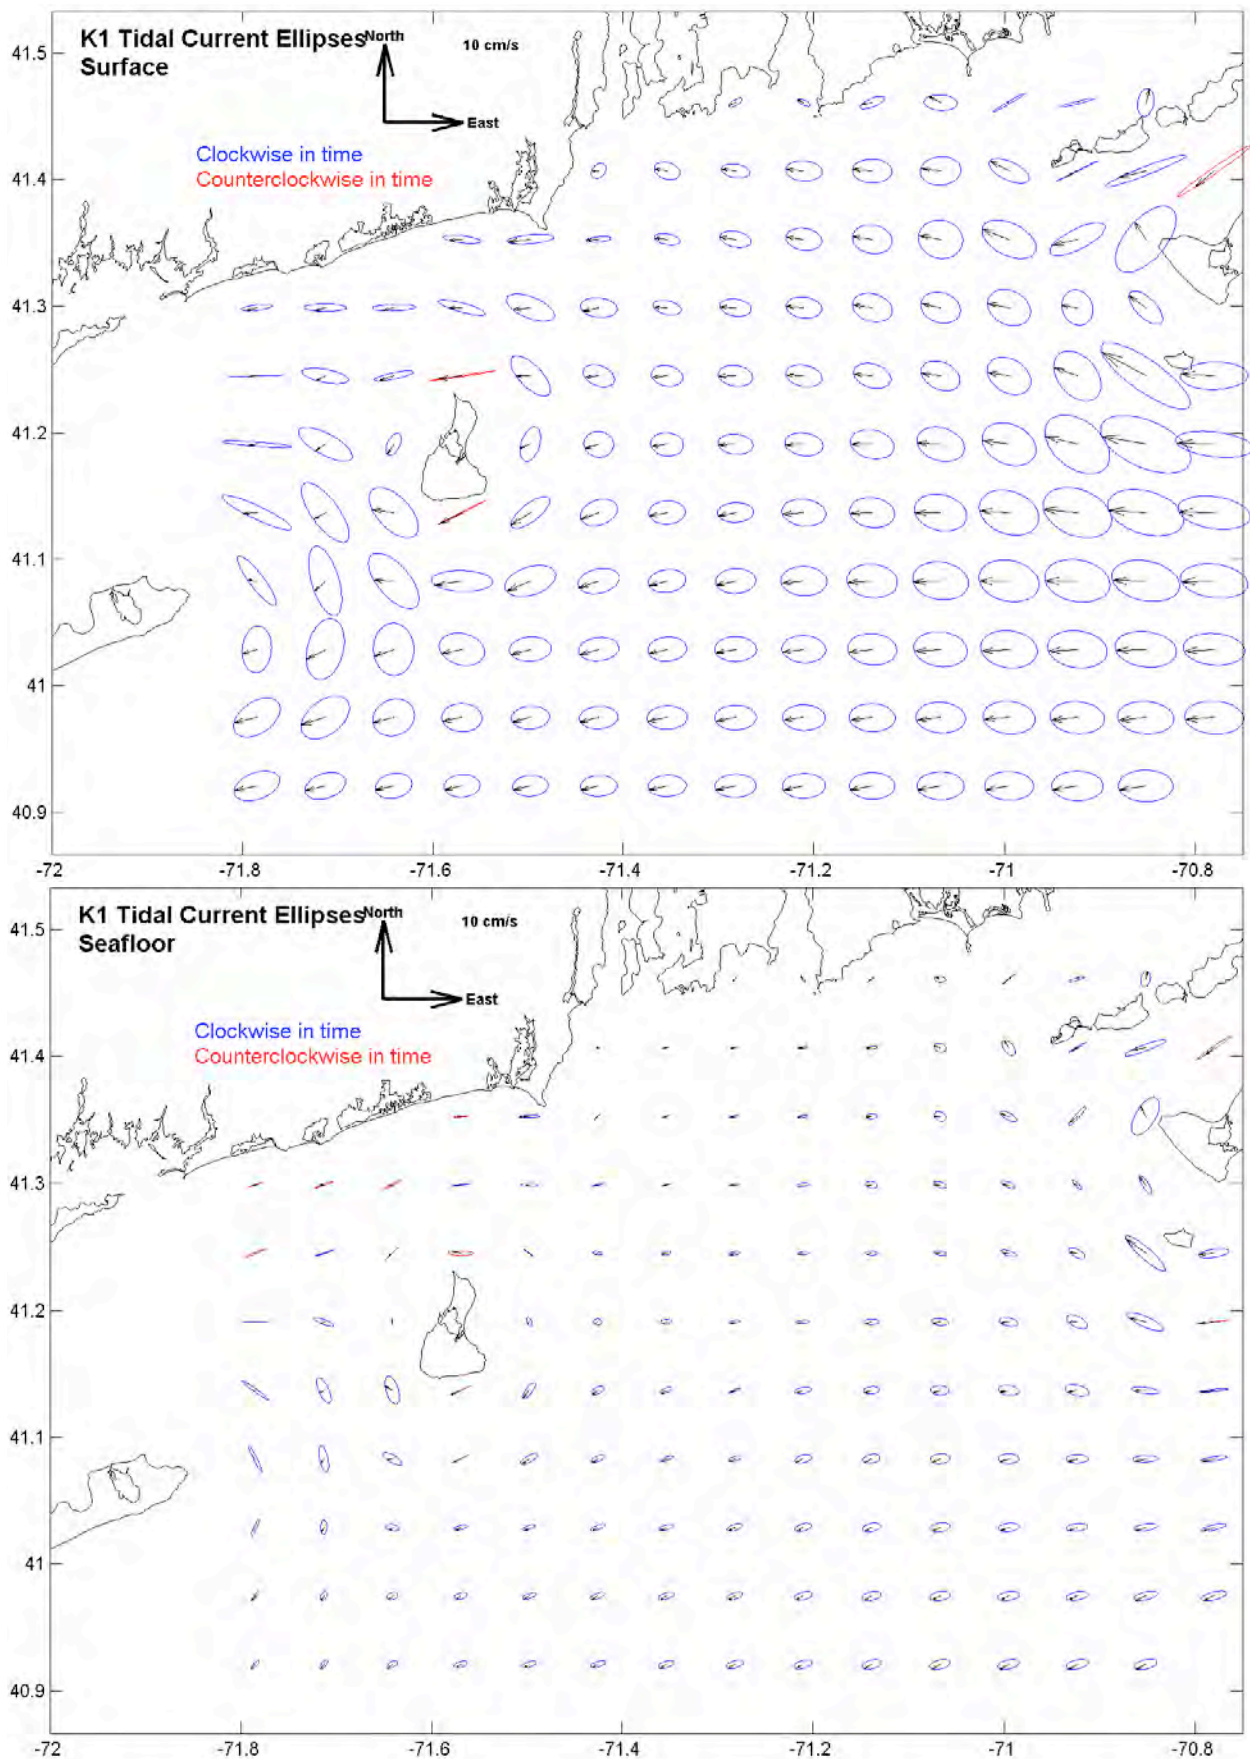 K1 Tidal Current Ellipses North 10 cm/s
Surface
East
Clockwise in time
Counterclockwise in time
41.5
41.4
41.3
41.2
41.1
41
40.9
-72 -71.8 -71.6 -71.4 -71.2 -71 -70.8
K1 Tidal Current Ellipses North 10 cm/s
Seafloor
East
Clockwise in time
Counterclockwise in time
41.5
41.4
41.3
41.2
41.1
41
40.9
-72 -71.8 -71.6 -71.4 -71.2 -71 -70.8